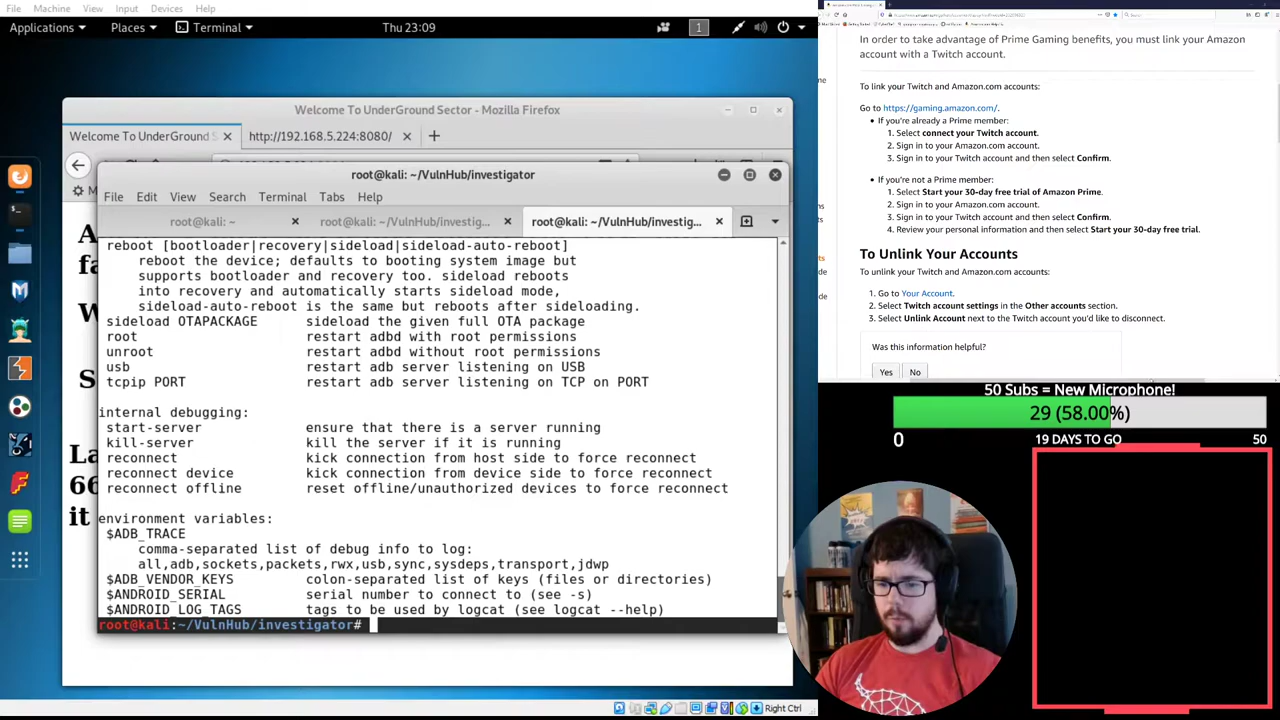 File Machine View Input Devices Help
Applications
Thu 23:09
1
Welcome To UnderGround Sector - Mozilla Firefox
Welcome To UnderGround S
http://192.168.5.224:8080/
root@kali: ~/VulnHub/investigator
File Edit View Search Terminal Tabs Help
root@kali: ~
root@kali: ~/VulnHub/investig...
root@kali: ~/VulnHub/investig...
reboot [bootloader|recovery|sideload|sideload-auto-reboot]
reboot the device; defaults to booting system image but
supports bootloader and recovery too. sideload reboots
into recovery and automatically starts sideload mode,
sideload-auto-reboot is the same but reboots after sideloading.
sideload OTAPACKAGE sideload the given full OTA package
root restart adbd with root permissions
unroot restart adbd without root permissions
usb restart adb server listening on USB
tcpip PORT restart adb server listening on TCP on PORT
internal debugging:
start-server ensure that there is a server running
kill-server kill the server if it is running
reconnect kick connection from host side to force reconnect
reconnect device kick connection from device side to force reconnect
reconnect offline reset offline/unauthorized devices to force reconnect
environment variables:
$ADB_TRACE
comma-separated list of debug info to log:
all,adb,sockets,packets,rwx,usb,sync,sysdeps,transport,jdwp
$ADB_VENDOR_KEYS colon-separated list of keys (files or directories)
$ANDROID_SERIAL serial number to connect to (see -s)
$ANDROID_LOG_TAGS tags to be used by logcat (see logcat --help)
root@kali:~/VulnHub/investigator#
A
fa
W
S
La
66
it
Right Ctrl
In order to take advantage of Prime Gaming benefits, you must link your Amazon
account with a Twitch account.
To link your Twitch and Amazon.com accounts:
Go to https://gaming.amazon.com/.
• If you're already a Prime member:
1. Select connect your Twitch account.
2. Sign in to your Amazon.com account.
3. Sign in to your Twitch account and then select Confirm.
• If you're not a Prime member:
1. Select Start your 30-day free trial of Amazon Prime.
2. Sign in to your Amazon.com account.
3. Sign in to your Twitch account and then select Confirm.
4. Review your personal information and then select Start your 30-day free trial.
To Unlink Your Accounts
To unlink your Twitch and Amazon.com accounts:
1. Go to Your Account.
2. Select Twitch account settings in the Other accounts section.
3. Select Unlink Account next to the Twitch account you'd like to disconnect.
Was this information helpful?
Yes No
50 Subs = New Microphone!
29 (58.00%)
0 19 DAYS TO GO 50